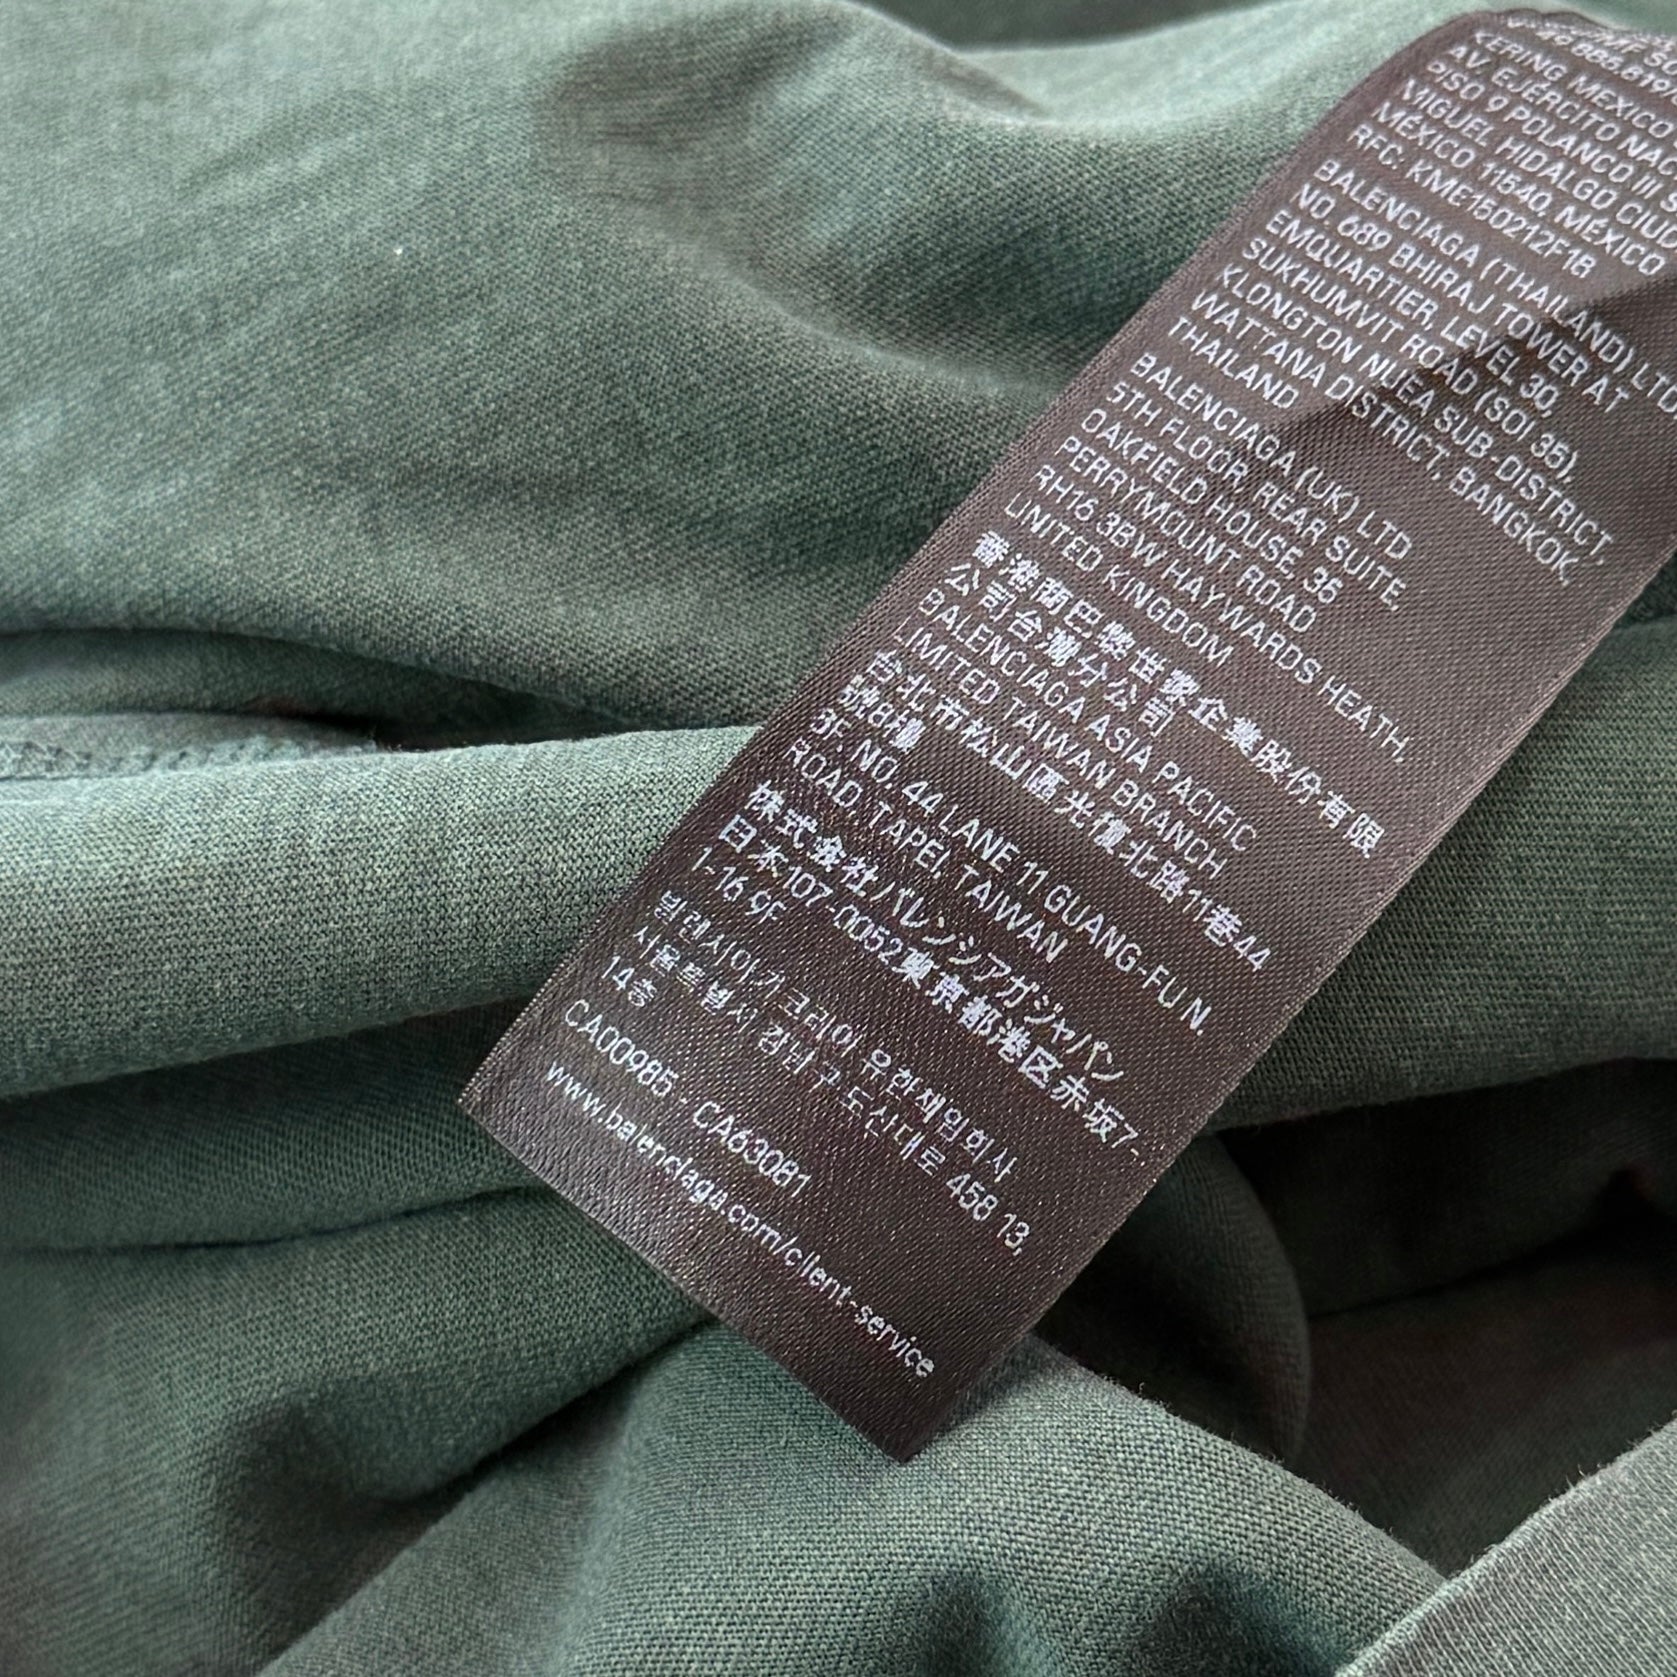 KERING MEXICO
AV. EJÉRCITO NAC
PISO 9 POLANCO III S
MIGUEL HIDALGO CIUD
MÉXICO 11540, MÉXICO
RFC: KME150212F18
BALENCIAGA (THAILAND) LTD
NO. 689 BHIRAJ TOWER AT
EMQUARTIER, LEVEL 30,
SUKHUMVIT ROAD (SOI 35),
KLONGTON NUEA SUB-DISTRICT,
WATTANA DISTRICT, BANGKOK,
THAILAND
BALENCIAGA (UK) LTD
5TH FLOOR, REAR SUITE,
OAKFIELD HOUSE, 35
PERRYMOUNT ROAD
RH16 3BW HAYWARDS HEATH,
UNITED KINGDOM
香港商巴黎世家企業股份有限
公司台灣分公司
BALENCIAGA ASIA PACIFIC
LIMITED TAIWAN BRANCH
台北市松山區光復北路11巷44
號8樓
3F, NO. 44 LANE 11 GUANG-FU N.
ROAD, TAPEI, TAIWAN
株式会社バレンシアガジャパン
日本107-0052東京都港区赤坂7-
1-16 9F
발렌시아가코리아 유한책임회사
서울특별시 강남구 도산대로 458 13,
14층
CA00985 - CA63081
www.balenciaga.com/client-service